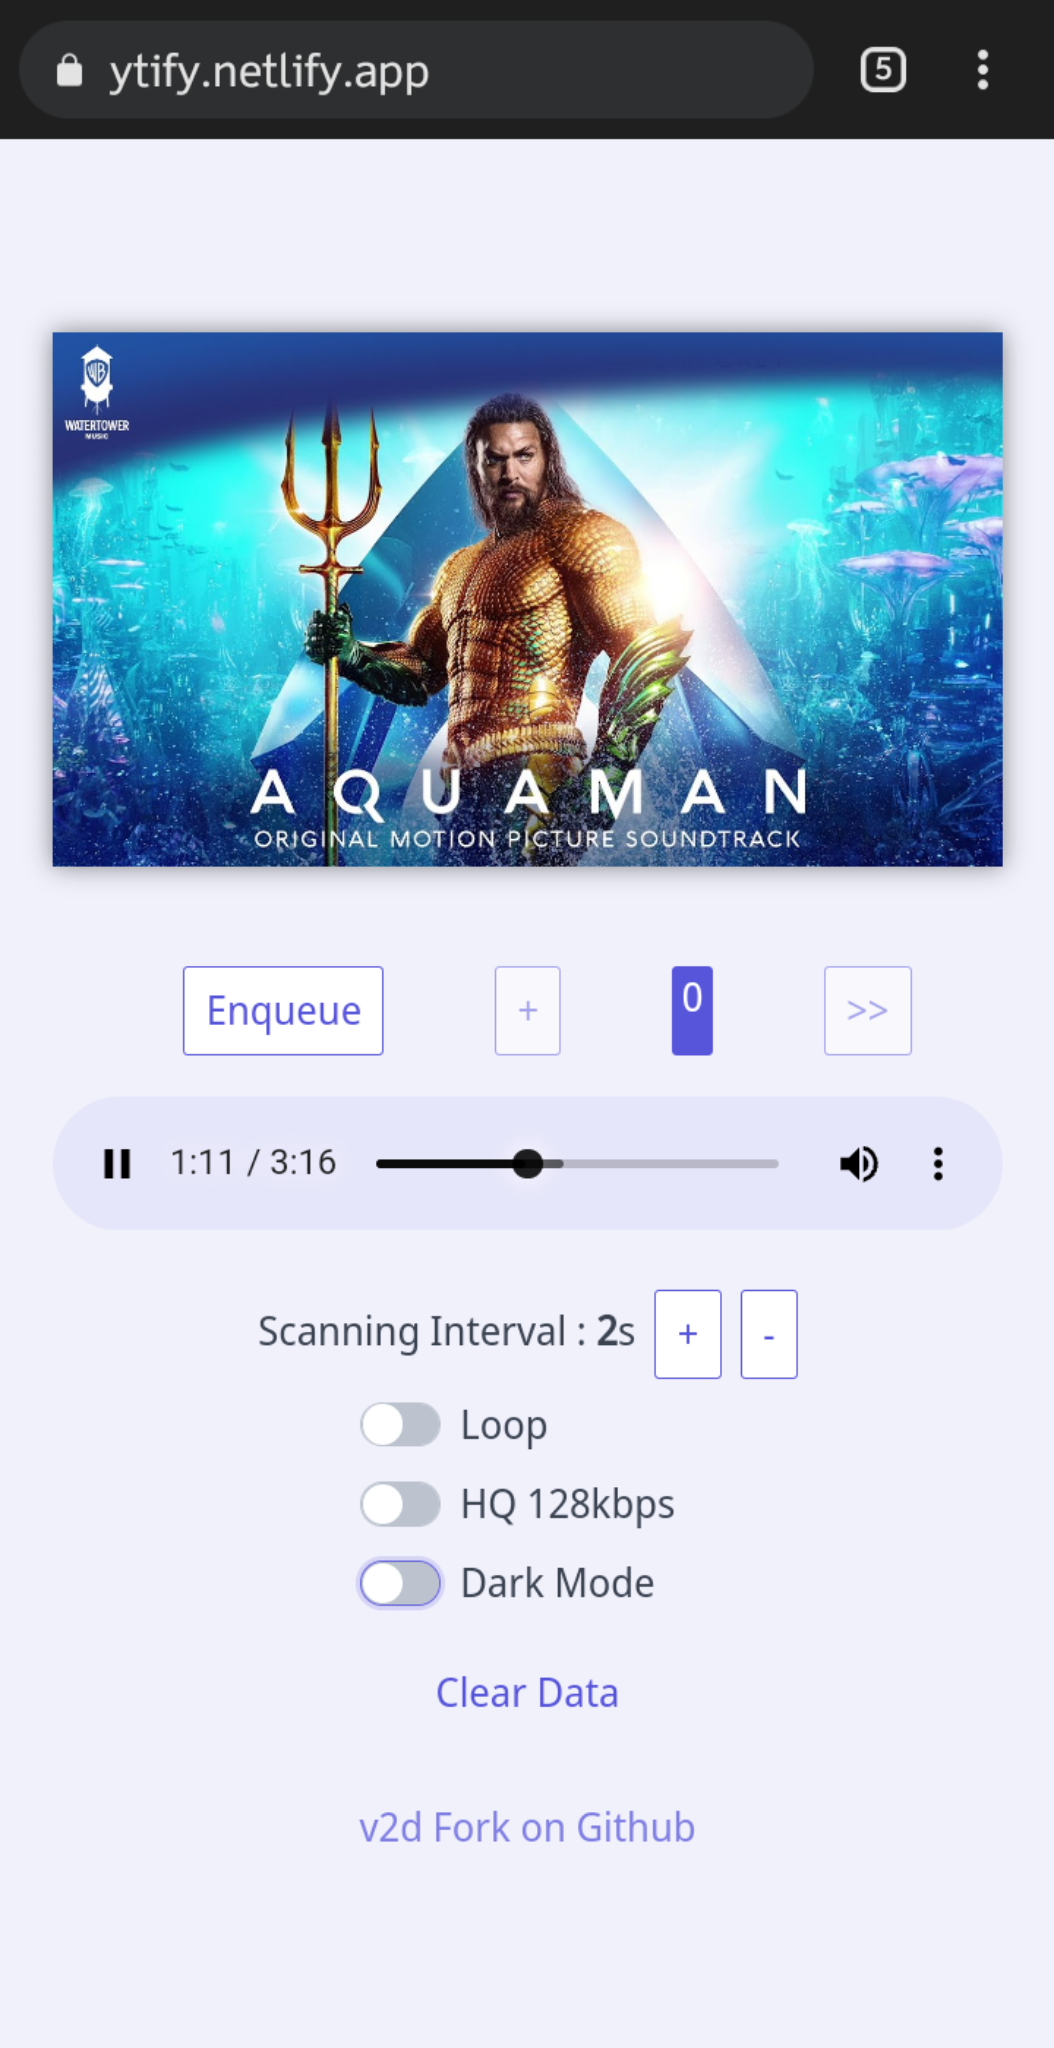 ytify.netlify.app
5
WB
WATERTOWER
MUSIC
AQUAMAN
ORIGINAL MOTION PICTURE SOUNDTRACK
Enqueue + 0 >>
1:11 / 3:16
Scanning Interval : 2s + -
Loop
HQ 128kbps
Dark Mode
Clear Data
v2d Fork on Github